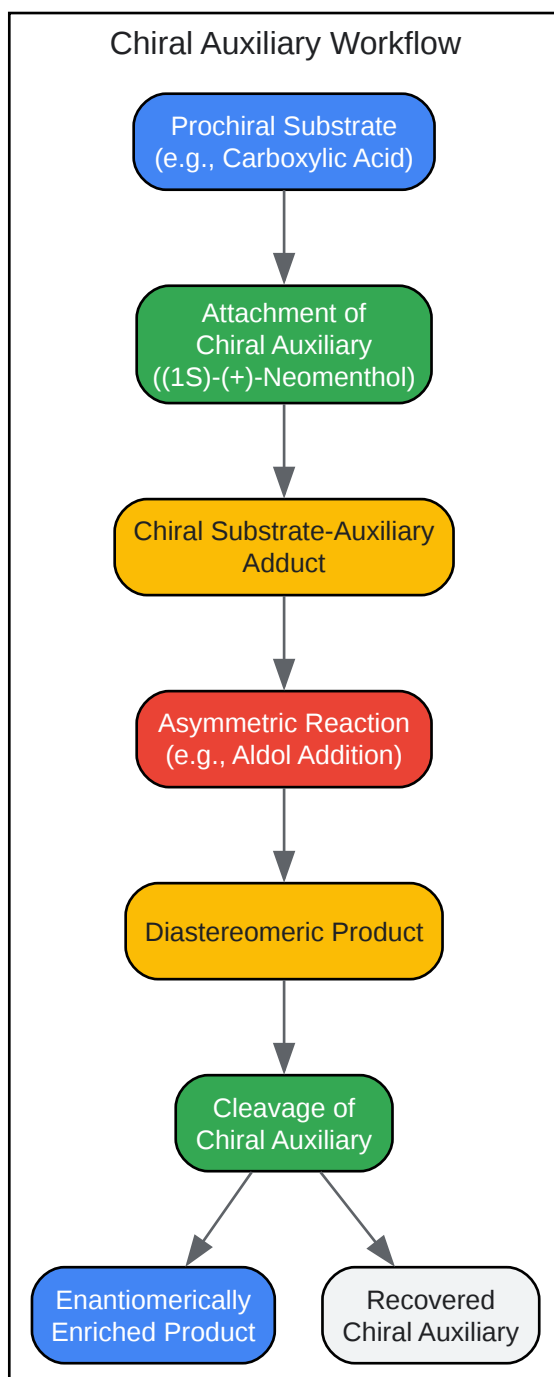 Chiral Auxiliary Workflow
Prochiral Substrate
(e.g., Carboxylic Acid)
Attachment of
Chiral Auxiliary
((1S)-(+)-Neomenthol)
Chiral Substrate-Auxiliary
Adduct
Asymmetric Reaction
(e.g., Aldol Addition)
Diastereomeric Product
Cleavage of
Chiral Auxiliary
Enantiomerically
Enriched Product
Recovered
Chiral Auxiliary